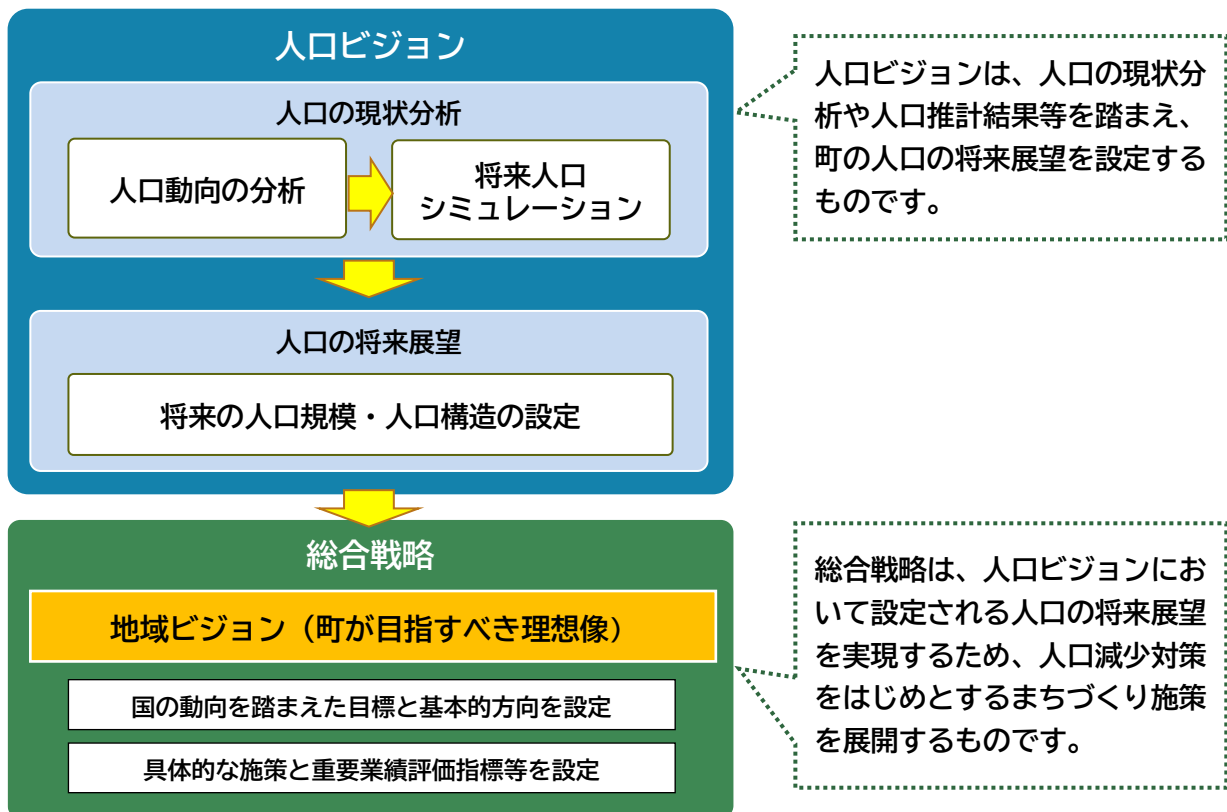 人口ビジョン
人口の現状分析
人口動向の分析
将来人口
シミュレーション
人口の将来展望
将来の人口規模・人口構造の設定
人口ビジョンは、人口の現状分
析や人口推計結果等を踏まえ、
町の人口の将来展望を設定する
ものです。
総合戦略
地域ビジョン（町が目指すべき理想像）
国の動向を踏まえた目標と基本的方向を設定
具体的な施策と重要業績評価指標等を設定
総合戦略は、人口ビジョンにお
いて設定される人口の将来展望
を実現するため、人口減少対策
をはじめとするまちづくり施策
を展開するものです。